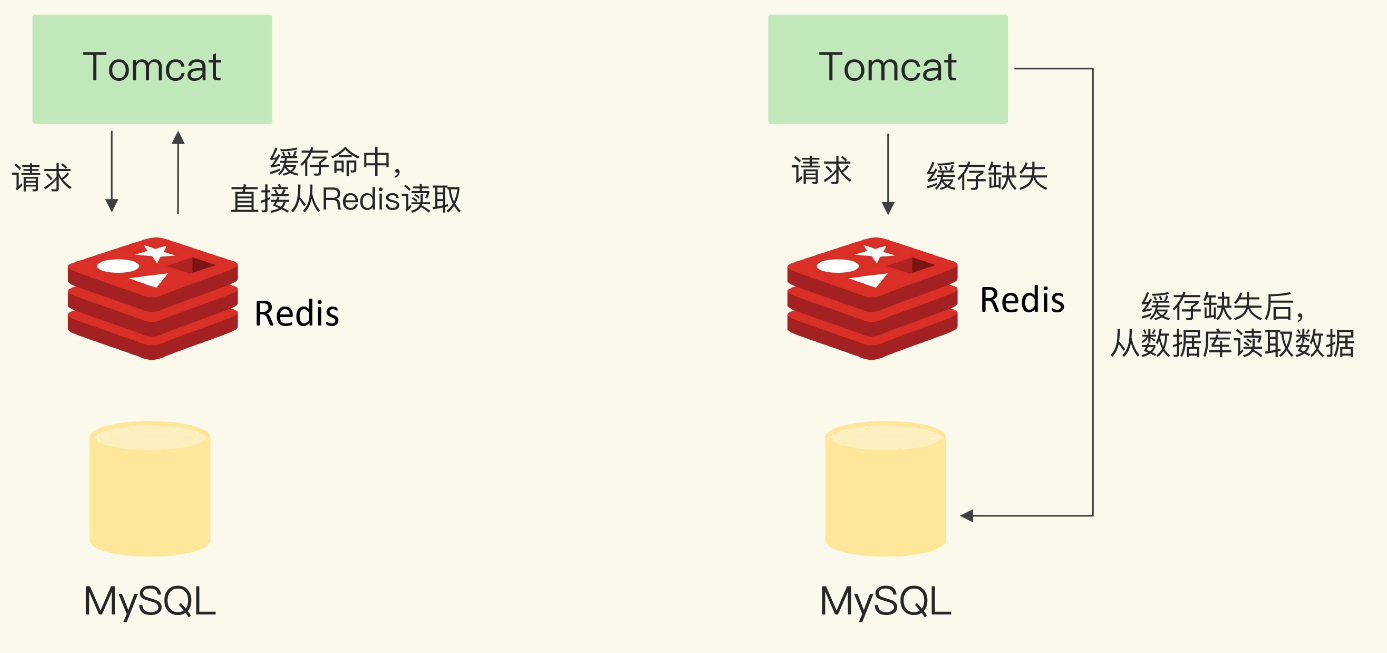 Tomcat
请求
缓存命中，
直接从Redis读取
Redis
MySQL
Tomcat
请求
缓存缺失
Redis
缓存缺失后，
从数据库读取数据
MySQL